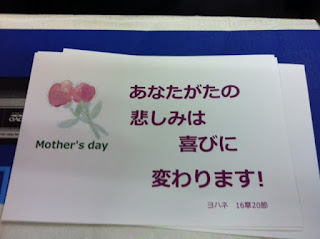 あなたがたの
悲しみは
喜びに
変わります!
Mother's day
ヨハネ 16章20節